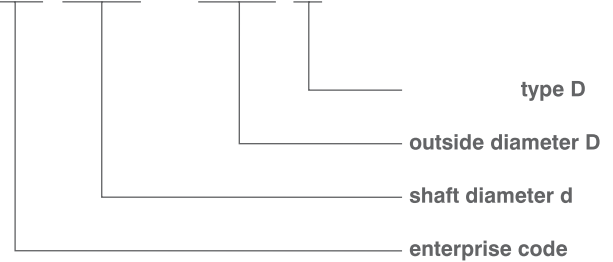 type D
outside diameter D
shaft diameter d
enterprise code